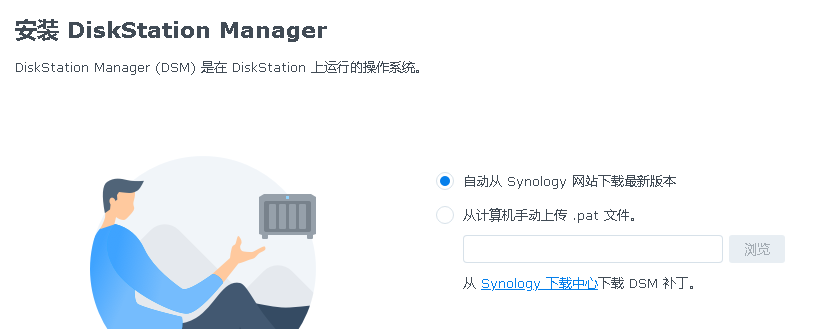 安装 DiskStation Manager
DiskStation Manager (DSM) 是在 DiskStation 上运行的操作系统。
自动从 Synology 网站下载最新版本
从计算机手动上传 .pat 文件。
浏览
从 Synology 下载中心下载 DSM 补丁。